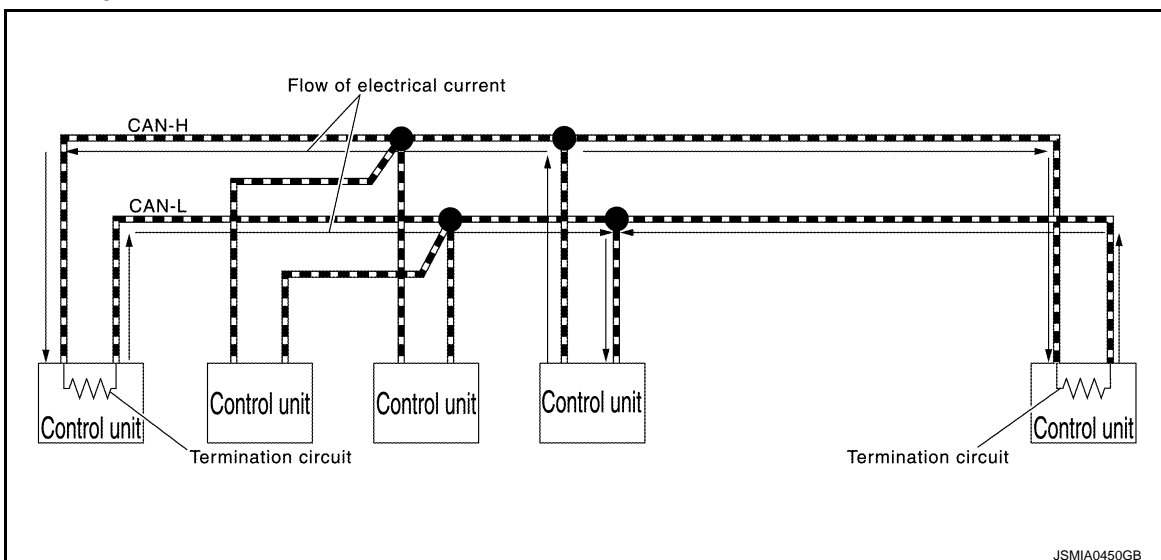 Flow of electrical current
CAN-H
CAN-L
Control unit
Control unit
Control unit
Control unit
Control unit
Termination circuit
Termination circuit
JSMIA0450GB